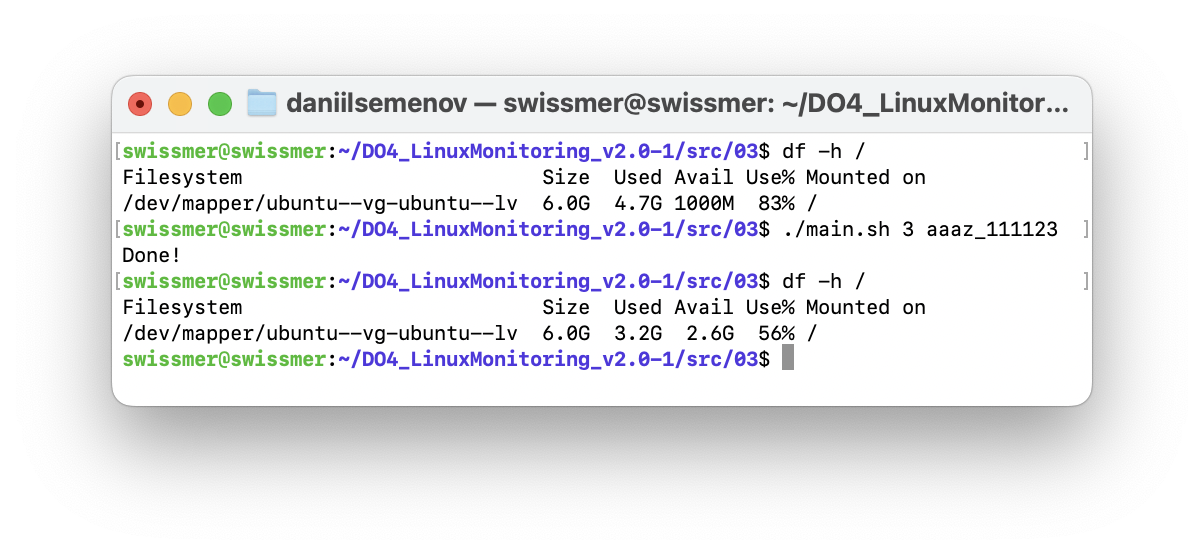 daniilsemenov — swissmer@swissmer: ~/DO4_LinuxMonitor...
[swissmer@swissmer:~/DO4_LinuxMonitoring_v2.0-1/src/03$ df -h / ]
Filesystem                         Size  Used Avail Use% Mounted on
/dev/mapper/ubuntu--vg-ubuntu--lv  6.0G  4.7G 1000M  83% /
[swissmer@swissmer:~/DO4_LinuxMonitoring_v2.0-1/src/03$ ./main.sh 3 aaaz_111123 ]
Done!
[swissmer@swissmer:~/DO4_LinuxMonitoring_v2.0-1/src/03$ df -h / ]
Filesystem                         Size  Used Avail Use% Mounted on
/dev/mapper/ubuntu--vg-ubuntu--lv  6.0G  3.2G  2.6G  56% /
swissmer@swissmer:~/DO4_LinuxMonitoring_v2.0-1/src/03$